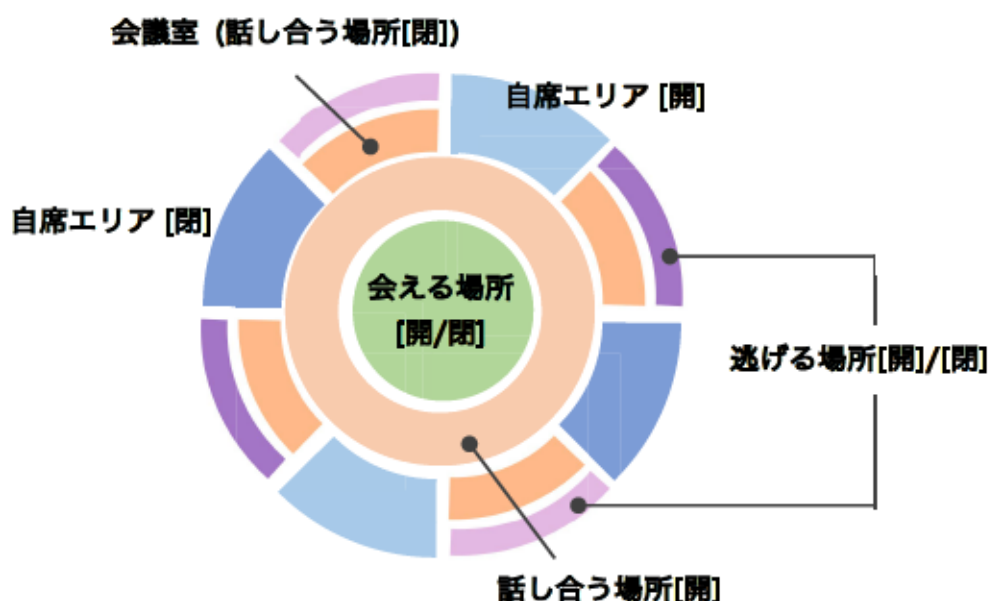 会議室 (話し合う場所[閉])
自席エリア [開]
自席エリア [閉]
会える場所
[開/閉]
逃げる場所[開]/[閉]
話し合う場所[開]